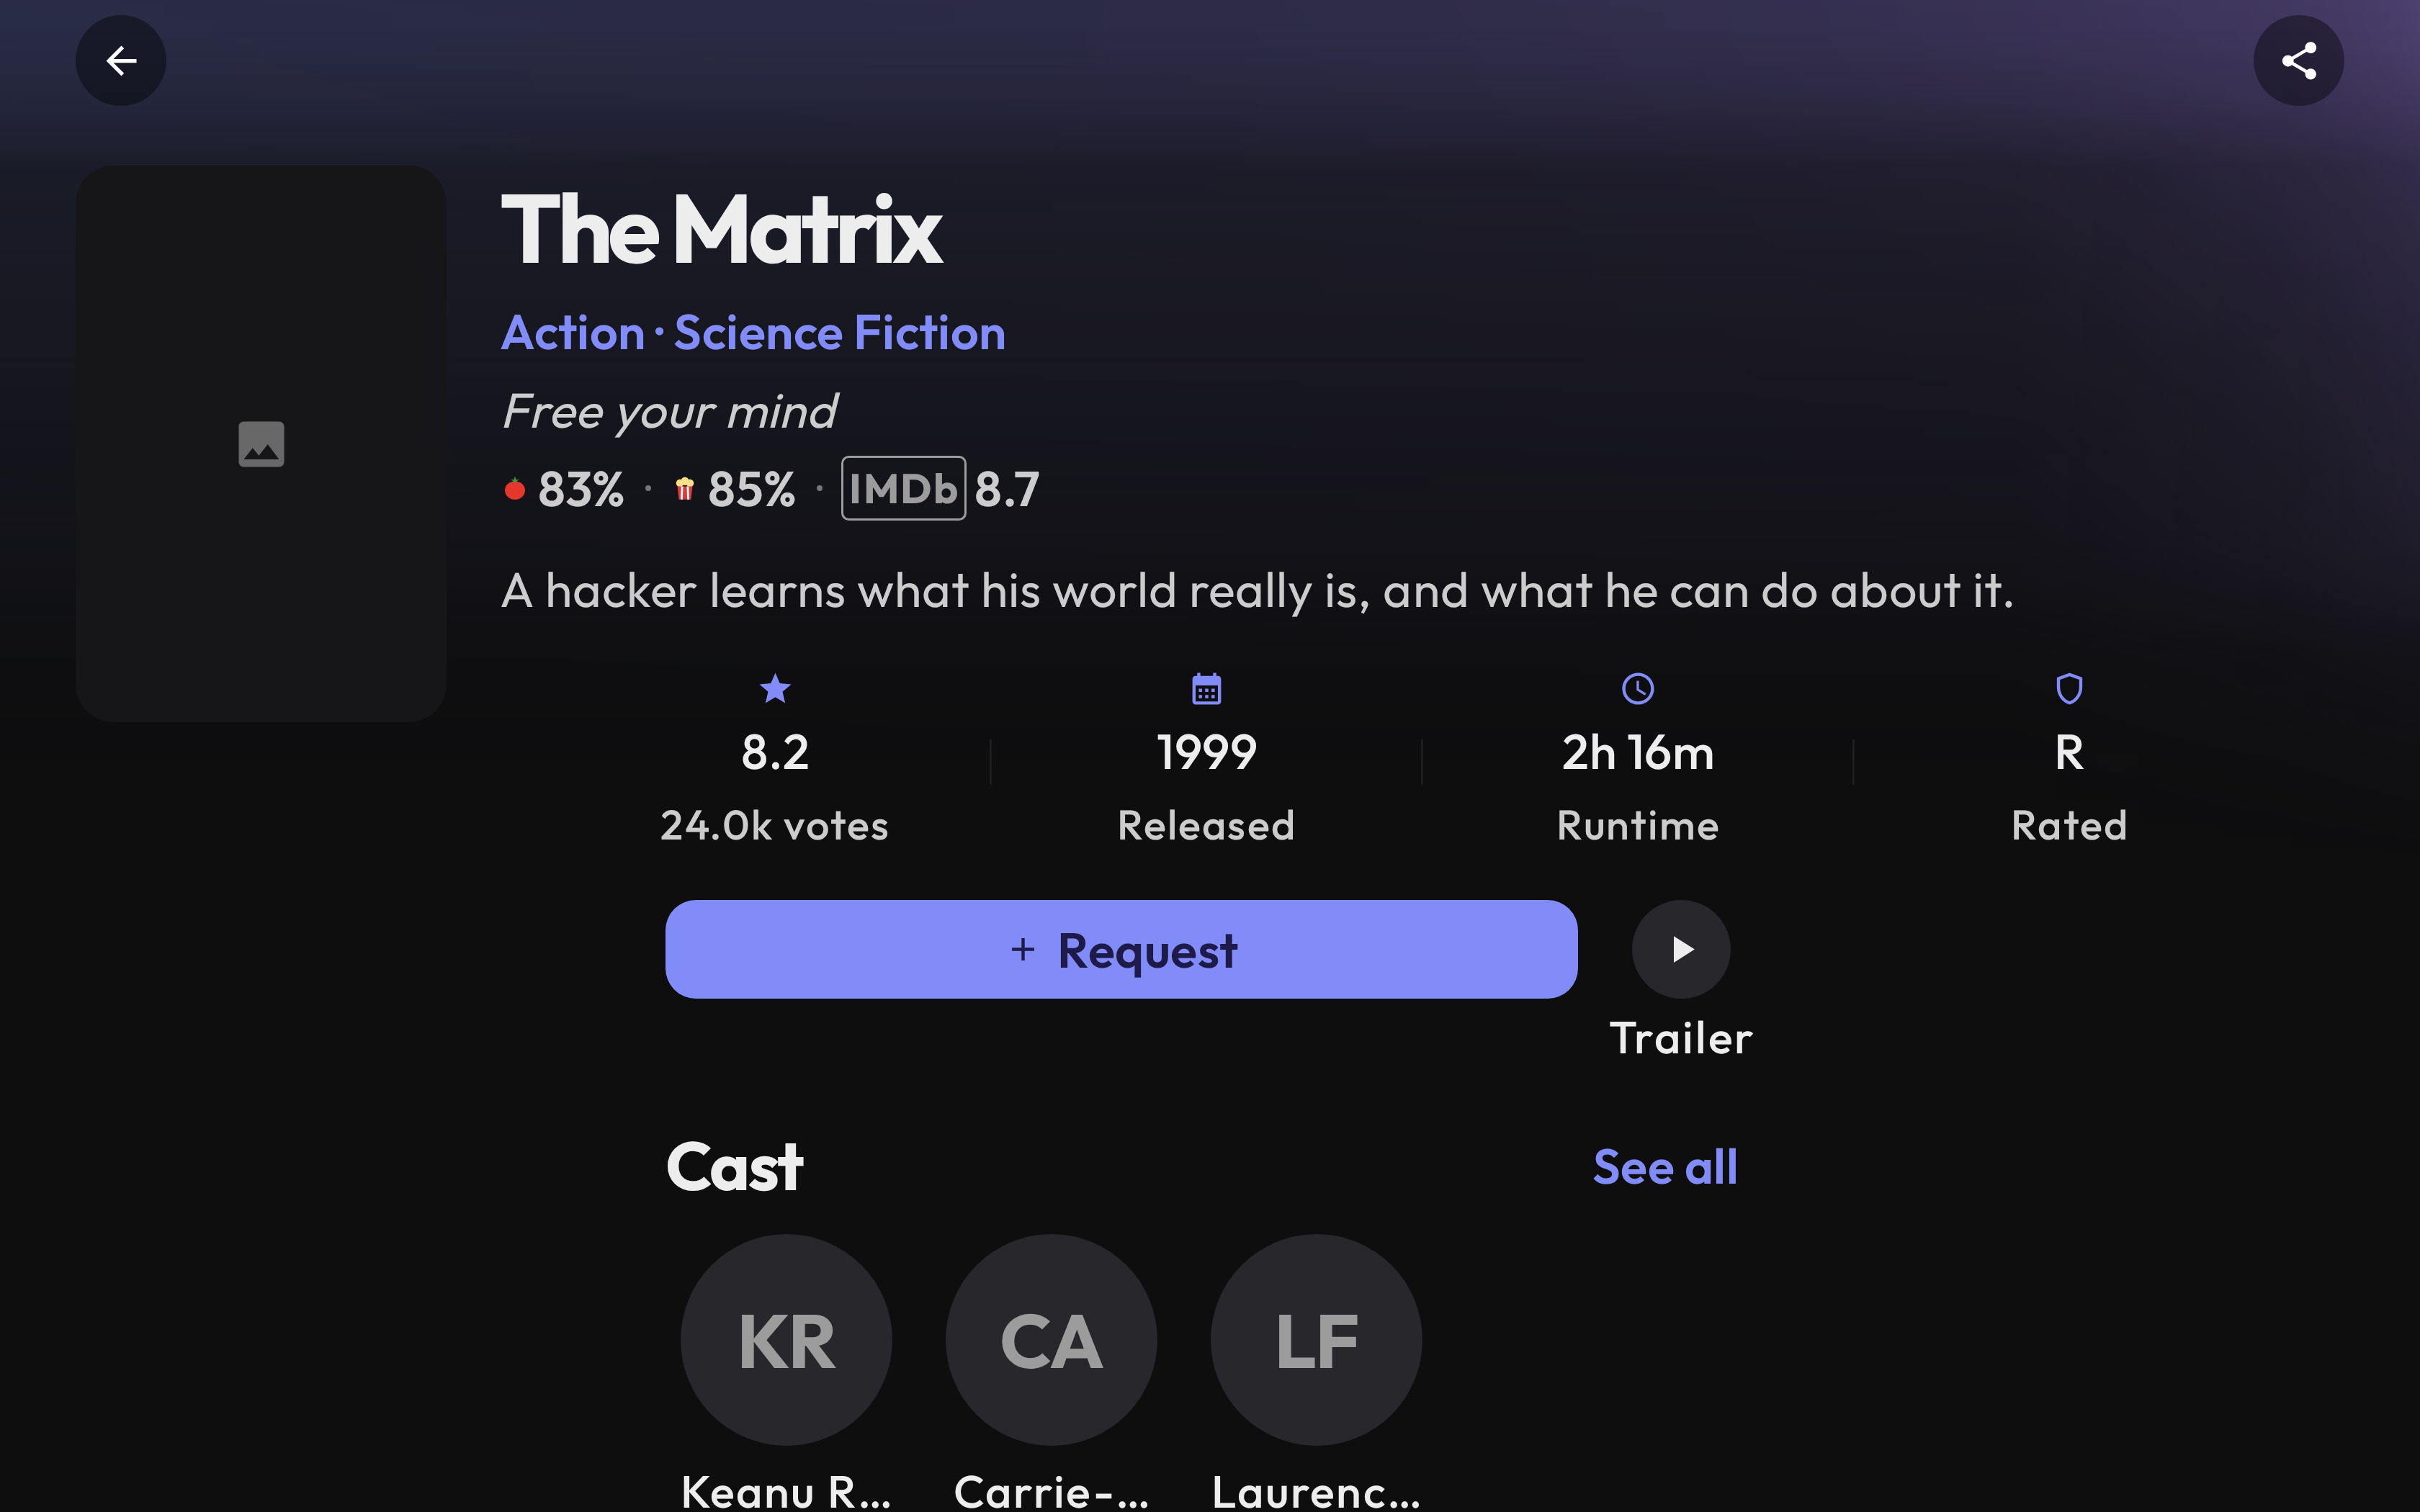 The Matrix
Action · Science Fiction
Free your mind
83% · 85% · IMDb 8.7
A hacker learns what his world really is, and what he can do about it.
8.2 1999 2h 16m R
24.0k votes Released Runtime Rated
+ Request
Trailer
Cast See all
KR CA LF
Keanu R... Carrie-... Laurenc...